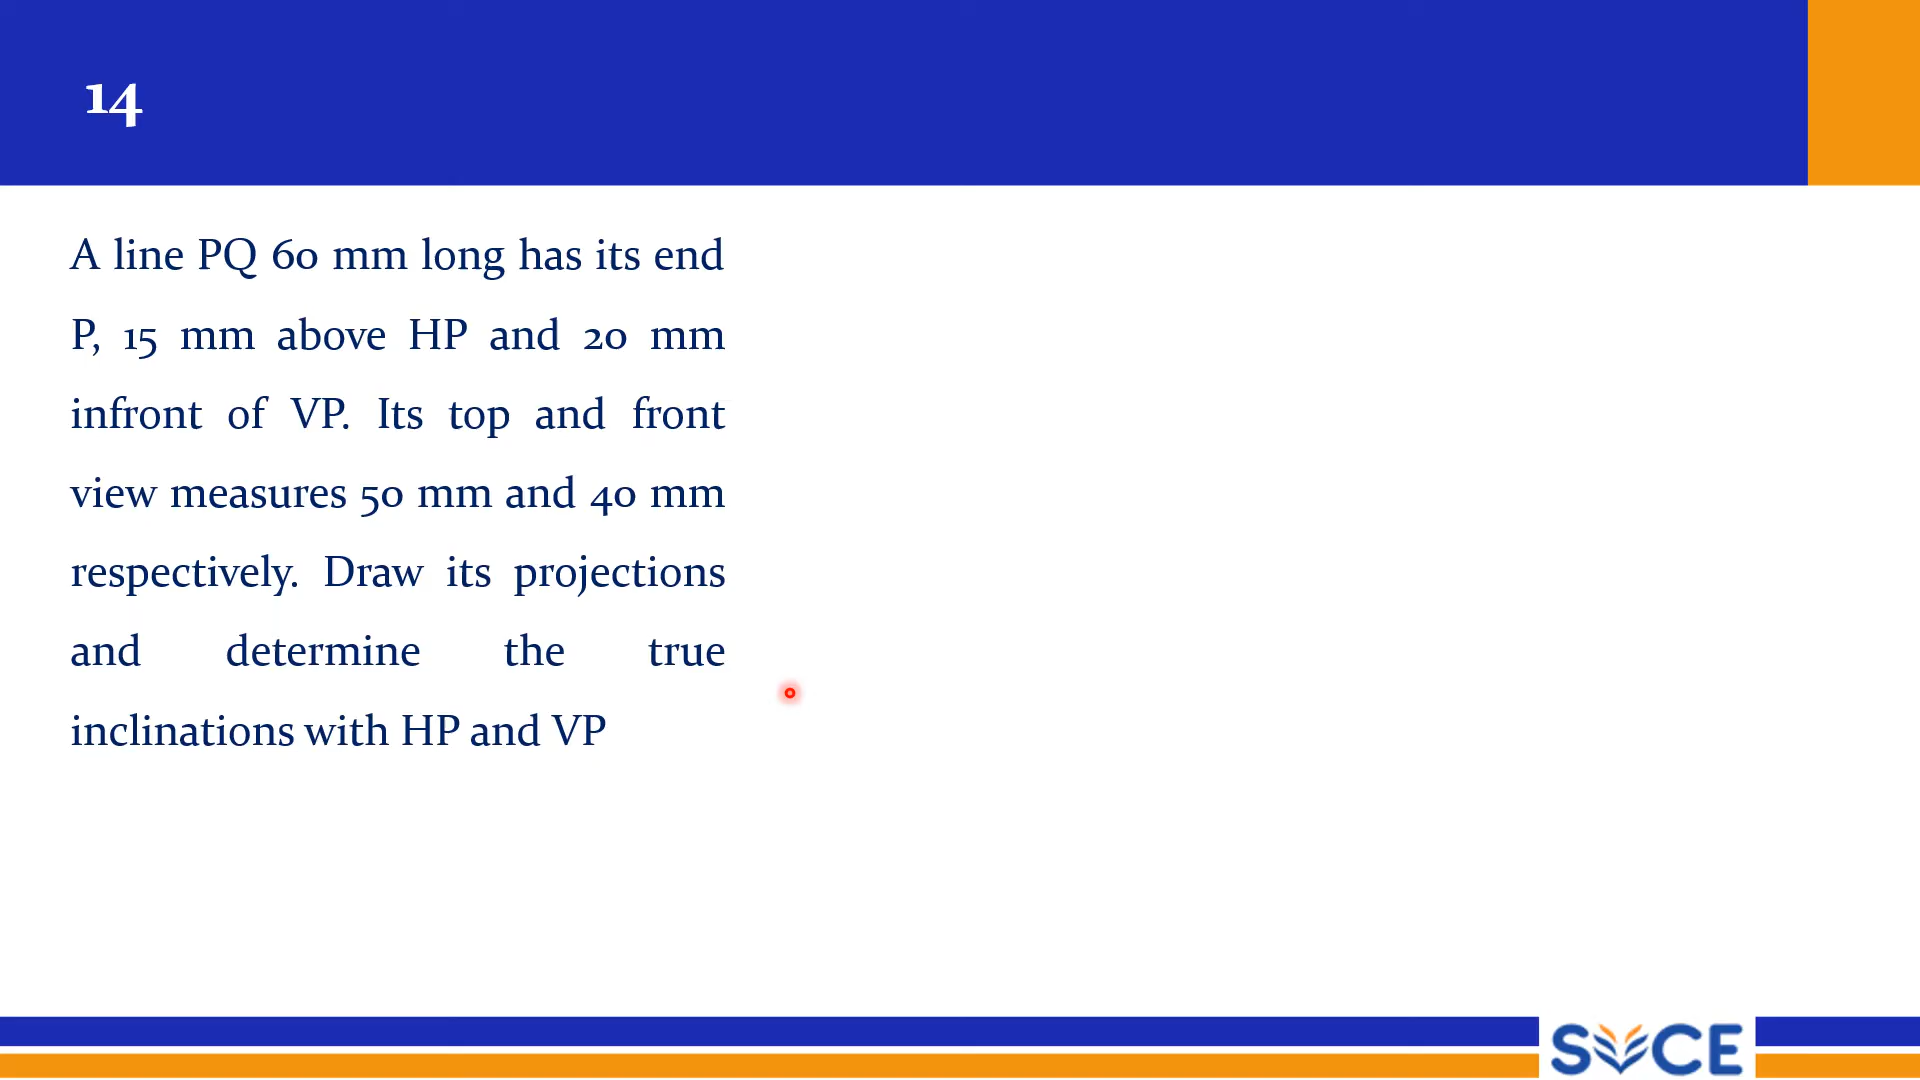 14
A line PQ 60 mm long has its end
P, 15 mm above HP and 20 mm
infront of VP. Its top and front
view measures 50 mm and 40 mm
respectively. Draw its projections
and determine the true
inclinations with HP and VP
SVCE